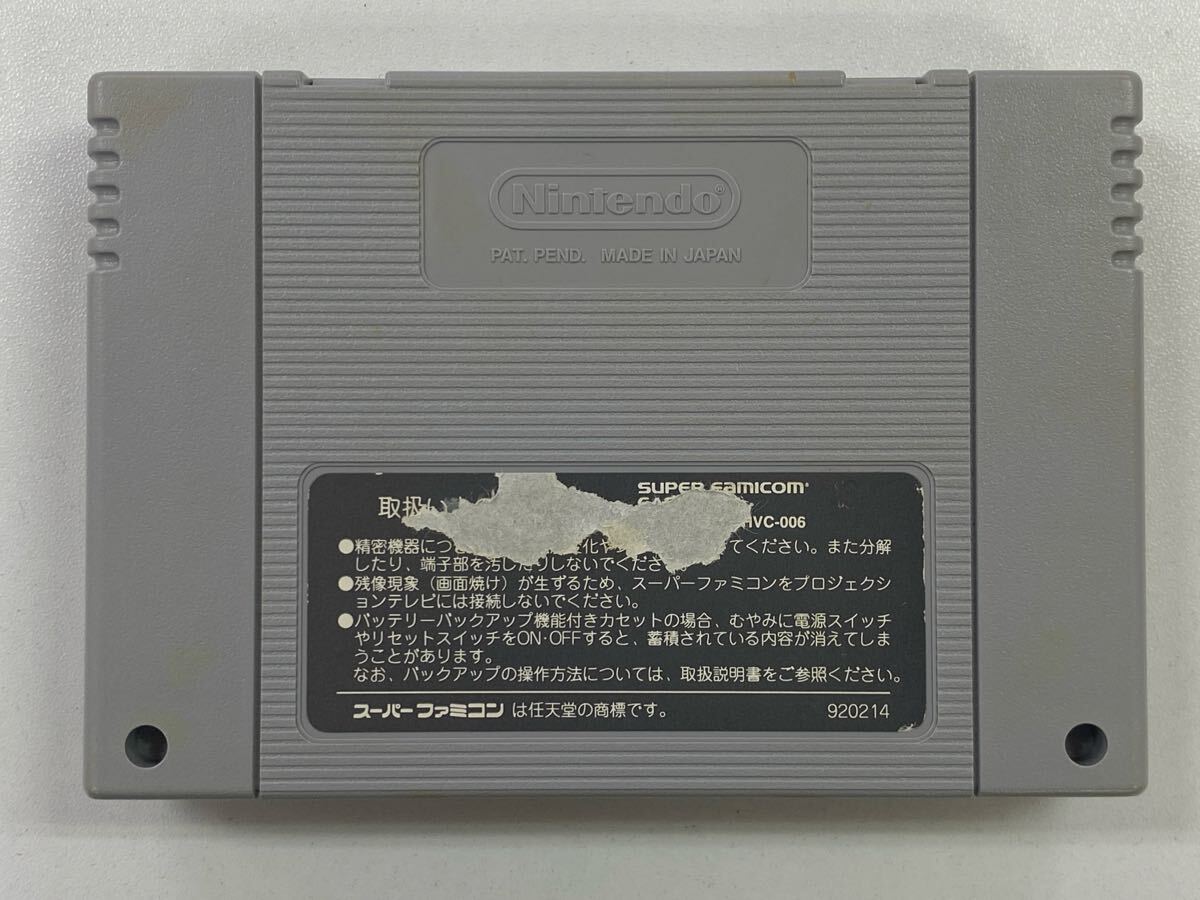 Nintendo®
PAT. PEND. MADE IN JAPAN
取扱い
SUPER FAMICOM
HVC-006
●精密機器につ 化や てください。また分解
したり、端子部を汚したりしないでくださ
●残像現象（画面焼け）が生ずるため、スーパーファミコンをプロジェクシ
ョンテレビには接続しないでください。
●バッテリーバックアップ機能付きカセットの場合、むやみに電源スイッチ
やリセットスイッチをON・OFFすると、蓄積されている内容が消えてしま
うことがあります。
なお、バックアップの操作方法については、取扱説明書をご参照ください。
スーパーファミコンは任天堂の商標です。 920214